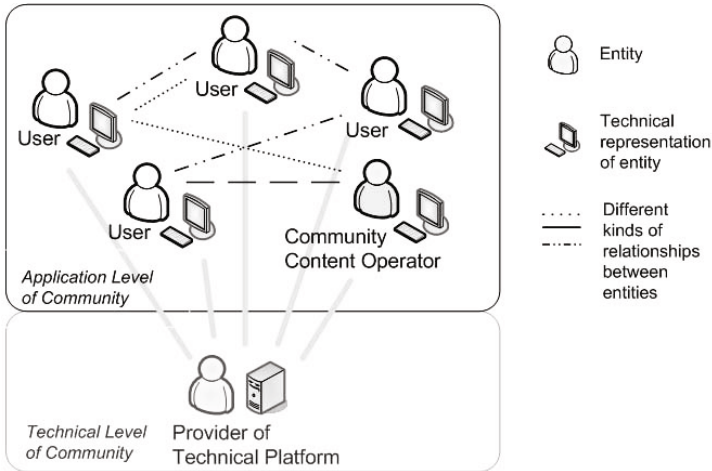 User
User
User
User
Community
Content Operator
Application Level
of Community
Provider of
Technical Platform
Technical Level
of Community
Entity
Technical
representation
of entity
Different
kinds of
relationships
between
entities